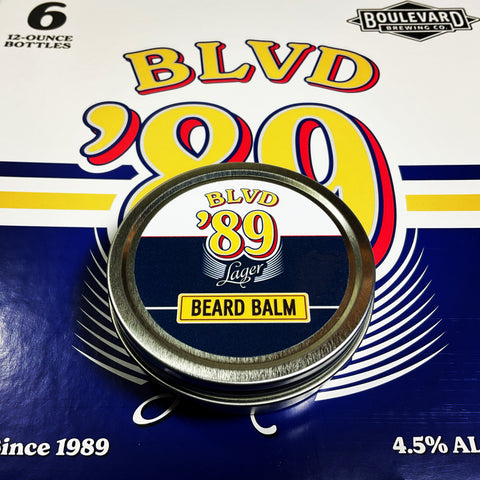 6
12-OUNCE
BOTTLES
BOULEVARD
BREWING CO.
BLVD
'89
BLVD
'89
Lager
BEARD BALM
Since 1989
4.5% AL